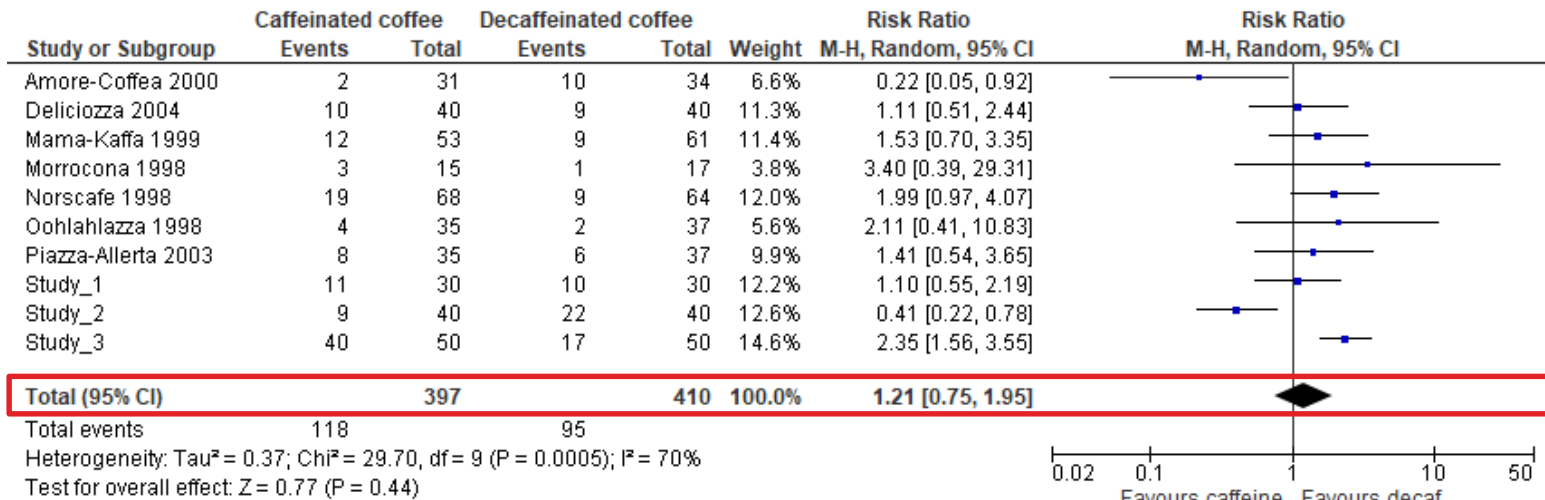 Caffeinated coffee Decaffeinated coffee Risk Ratio Risk Ratio
Study or Subgroup Events Total Events Total Weight M-H, Random, 95% CI M-H, Random, 95% CI
Amore-Coffea 2000 2 31 10 34 6.6% 0.22 [0.05, 0.92]
Deliciozza 2004 10 40 9 40 11.3% 1.11 [0.51, 2.44]
Mama-Kaffa 1999 12 53 9 61 11.4% 1.53 [0.70, 3.35]
Morrocona 1998 3 15 1 17 3.8% 3.40 [0.39, 29.31]
Norscafe 1998 19 68 9 64 12.0% 1.99 [0.97, 4.07]
Oohlahlazza 1998 4 35 2 37 5.6% 2.11 [0.41, 10.83]
Piazza-Allerta 2003 8 35 6 37 9.9% 1.41 [0.54, 3.65]
Study_1 11 30 10 30 12.2% 1.10 [0.55, 2.19]
Study_2 9 40 22 40 12.6% 0.41 [0.22, 0.78]
Study_3 40 50 17 50 14.6% 2.35 [1.56, 3.55]
Total (95% CI) 397 410 100.0% 1.21 [0.75, 1.95]
Total events 118 95
Heterogeneity: Tau² = 0.37; Chi² = 29.70, df = 9 (P = 0.0005); I² = 70%
Test for overall effect: Z = 0.77 (P = 0.44)
0.02 0.1 1 10 50
Favours caffeine Favours decaf